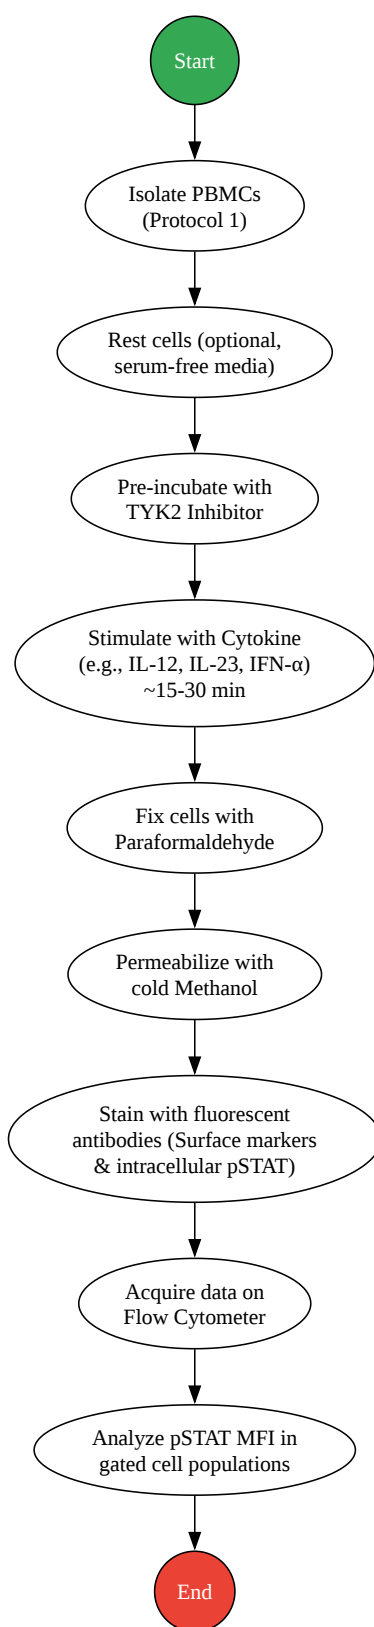 Start
Isolate PBMCs
(Protocol 1)
Rest cells (optional,
serum-free media)
Pre-incubate with
TYK2 Inhibitor
Stimulate with Cytokine
(e.g., IL-12, IL-23, IFN-α)
~15-30 min
Fix cells with
Paraformaldehyde
Permeabilize with
cold Methanol
Stain with fluorescent
antibodies (Surface markers
& intracellular pSTAT)
Acquire data on
Flow Cytometer
Analyze pSTAT MFI in
gated cell populations
End